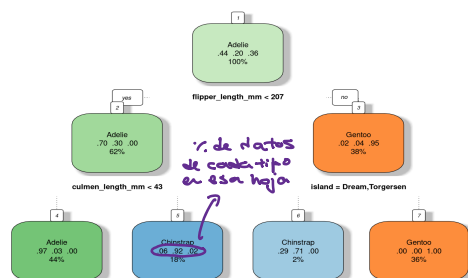 1
Adelie
.44 .20 .36
100%
yes
flipper_length_mm < 207
no
2
Adelie
.70 .30 .00
62%
3
Gentoo
.02 .04 .95
38%
% de datos
de cada tipo
en esa hoja
culmen_length_mm < 43
island = Dream,Torgersen
4
Adelie
.97 .03 .00
44%
5
Chinstrap
.06 .92 .02
18%
6
Chinstrap
.29 .71 .00
2%
7
Gentoo
.00 .00 1.00
36%